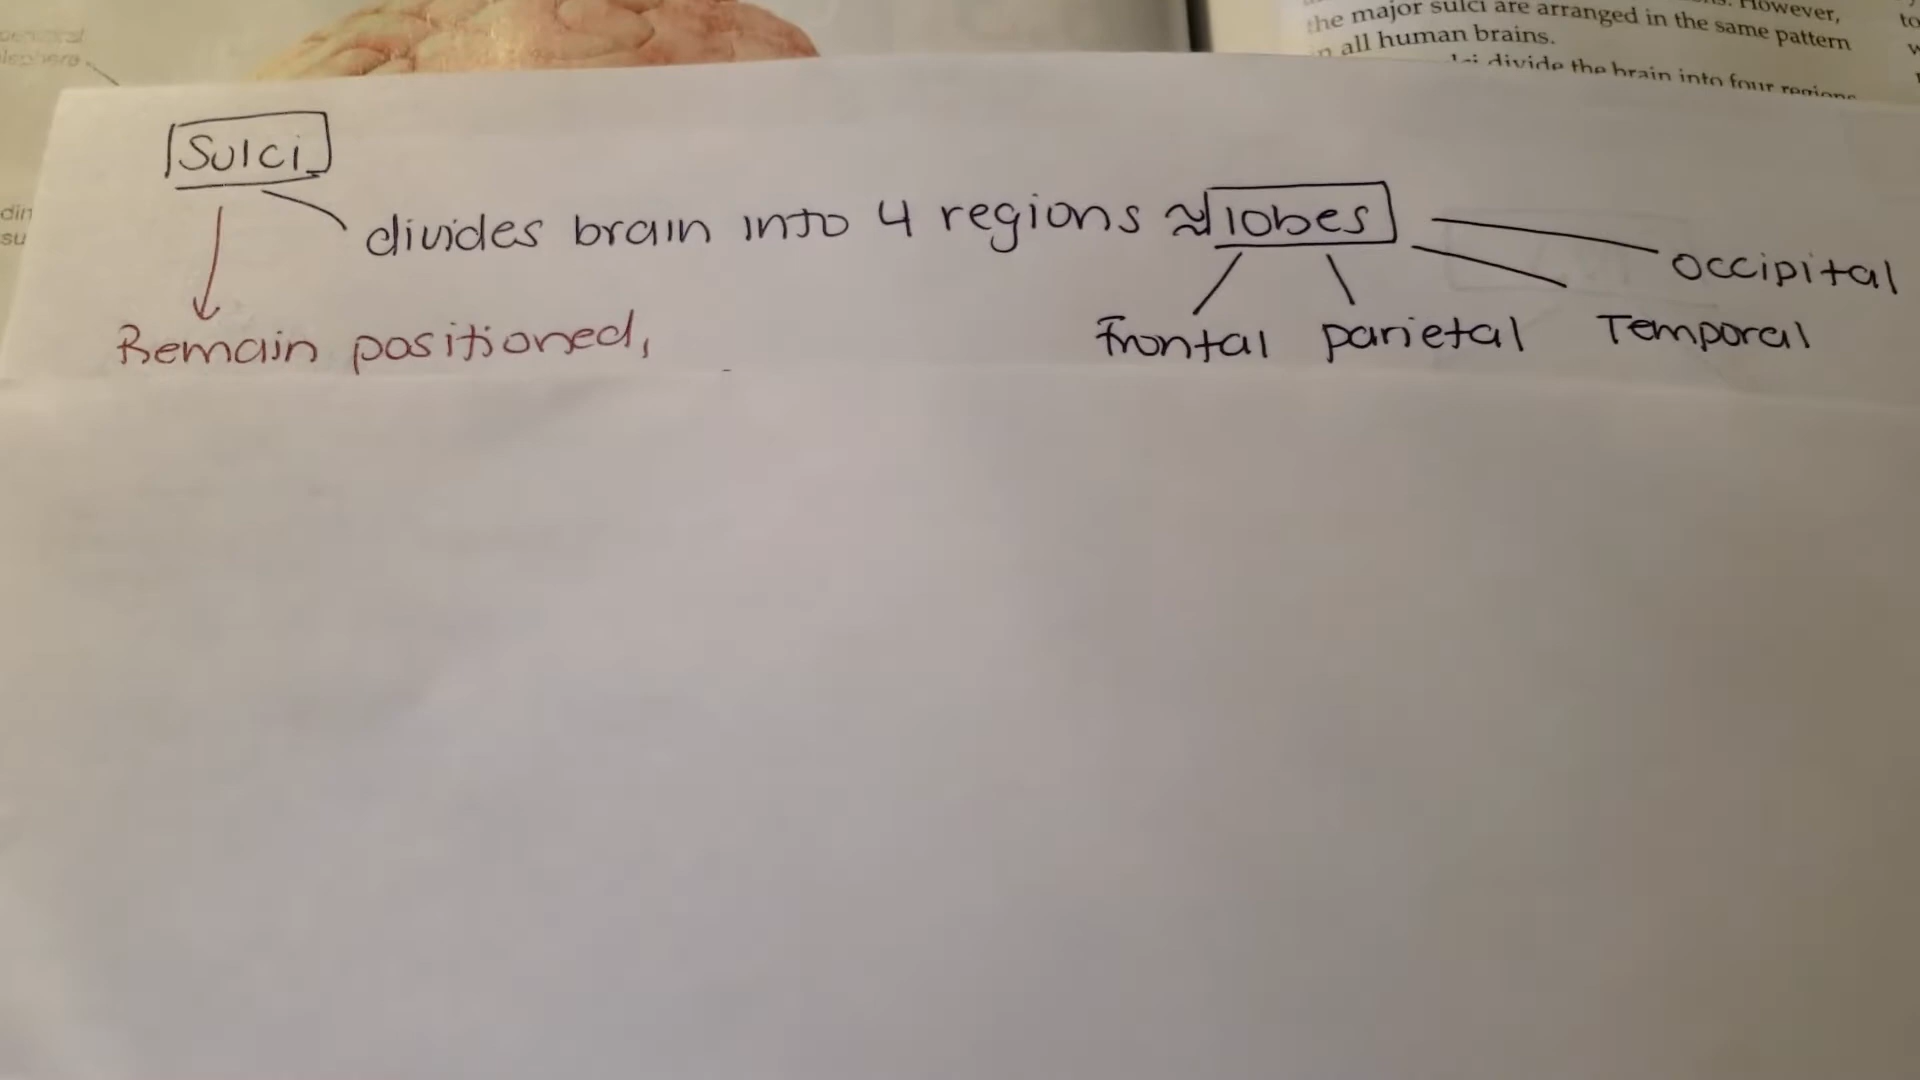 However,
the major sulci are arranged in the same pattern
all human brains.
divide the brain into four regions
Sulci
divides brain into 4 regions ≈ lobes
occipital
frontal parietal Temporal
Remain positioned,